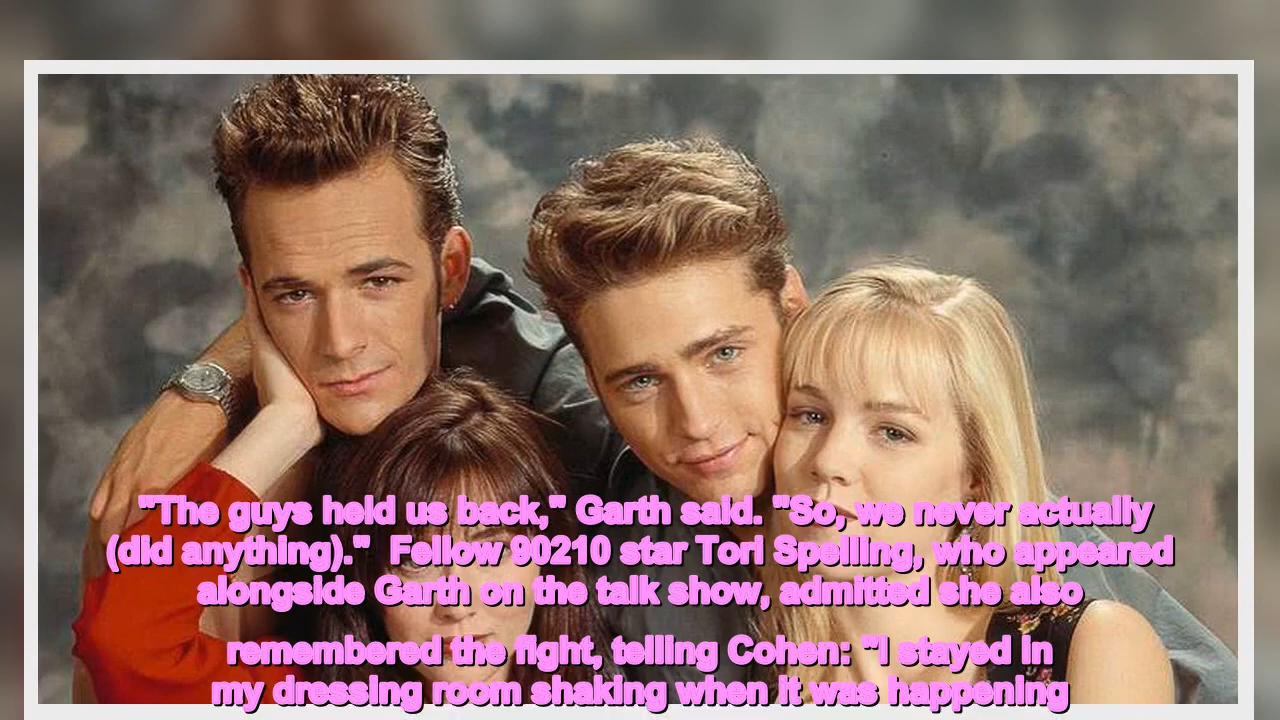 "The guys held us back," Garth said. "So, we never actually
(did anything)."  Fellow 90210 star Tori Spelling, who appeared
alongside Garth on the talk show, admitted she also
remembered the fight, telling Cohen: "I stayed in
my dressing room shaking when it was happening